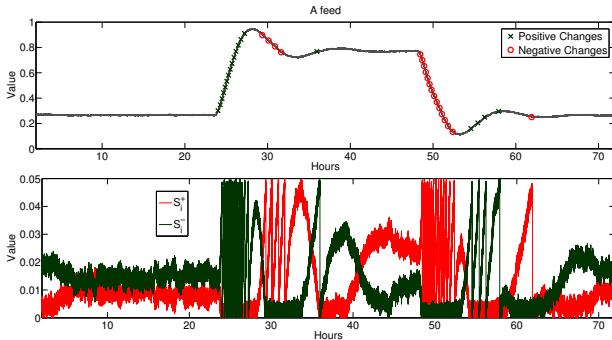 A feed
Value
1
0.8
0.6
0.4
0.2
0
× Positive Changes
○ Negative Changes
10 20 30 40 50 60 70
Hours
Value
0.05
0.04
0.03
0.02
0.01
0
S_i^+
S_i^-
10 20 30 40 50 60 70
Hours